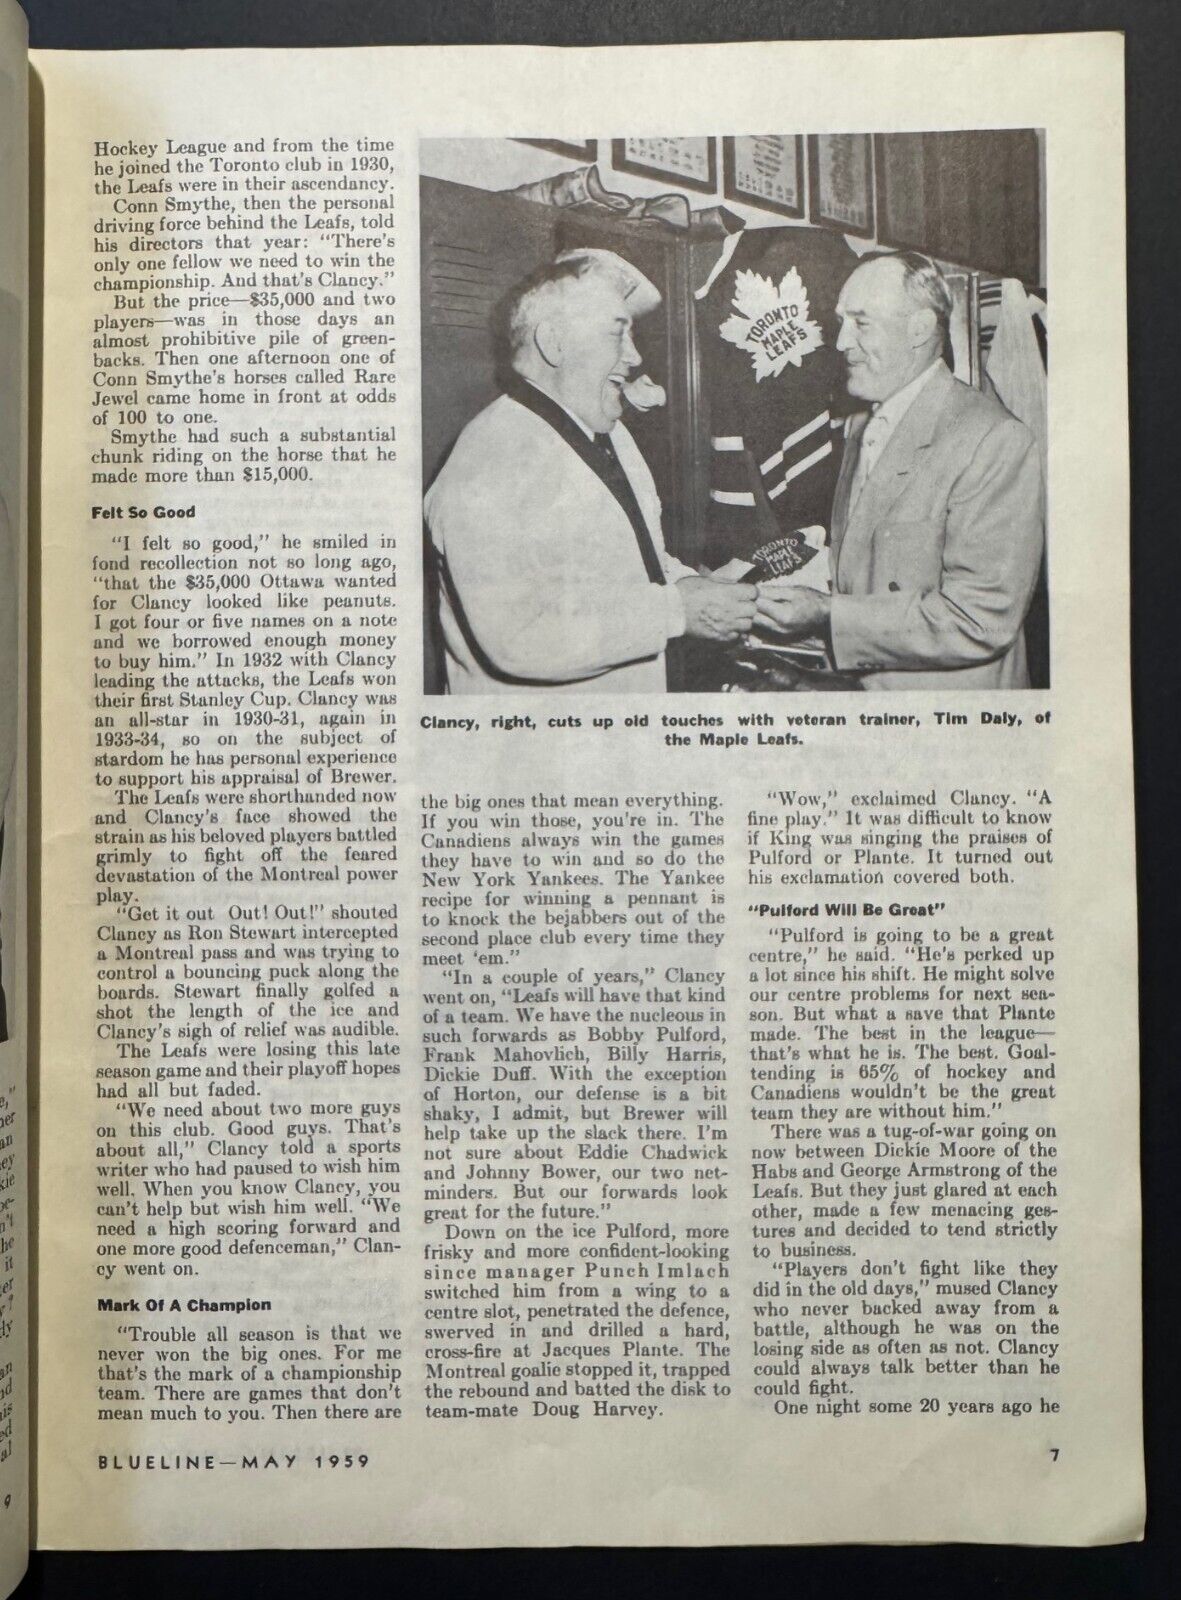 Hockey League and from the time
he joined the Toronto club in 1930,
the Leafs were in their ascendancy.
Conn Smythe, then the personal
driving force behind the Leafs, told
his directors that year: "There's
only one fellow we need to win the
championship. And that's Clancy."
But the price—$35,000 and two
players—was in those days an
almost prohibitive pile of green-
backs. Then one afternoon one of
Conn Smythe's horses called Rare
Jewel came home in front at odds
of 100 to one.
Smythe had such a substantial
chunk riding on the horse that he
made more than $15,000.
Felt So Good
"I felt so good," he smiled in
fond recollection not so long ago,
"that the $35,000 Ottawa wanted
for Clancy looked like peanuts.
I got four or five names on a note
and we borrowed enough money
to buy him." In 1932 with Clancy
leading the attacks, the Leafs won
their first Stanley Cup. Clancy was
an all-star in 1930-31, again in
1933-34, so on the subject of
stardom he has personal experience
to support his appraisal of Brewer.
The Leafs were shorthanded now
and Clancy's face showed the
strain as his beloved players battled
grimly to fight off the feared
devastation of the Montreal power
play.
"Get it out Out! Out!" shouted
Clancy as Ron Stewart intercepted
a Montreal pass and was trying to
control a bouncing puck along the
boards. Stewart finally golfed a
shot the length of the ice and
Clancy's sigh of relief was audible.
The Leafs were losing this late
season game and their playoff hopes
had all but faded.
"We need about two more guys
on this club. Good guys. That's
about all," Clancy told a sports
writer who had paused to wish him
well. When you know Clancy, you
can't help but wish him well. "We
need a high scoring forward and
one more good defenceman," Clan-
cy went on.
Mark Of A Champion
"Trouble all season is that we
never won the big ones. For me
that's the mark of a championship
team. There are games that don't
mean much to you. Then there are
TORONTO
MAPLE
LEAFS
TORONTO
MAPLE
LEAFS
Clancy, right, cuts up old touches with veteran trainer, Tim Daly, of
the Maple Leafs.
the big ones that mean everything.
If you win those, you're in. The
Canadiens always win the games
they have to win and so do the
New York Yankees. The Yankee
recipe for winning a pennant is
to knock the bejabbers out of the
second place club every time they
meet 'em."
"In a couple of years," Clancy
went on, "Leafs will have that kind
of a team. We have the nucleous in
such forwards as Bobby Pulford,
Frank Mahovlich, Billy Harris,
Dickie Duff. With the exception
of Horton, our defense is a bit
shaky, I admit, but Brewer will
help take up the slack there. I'm
not sure about Eddie Chadwick
and Johnny Bower, our two net-
minders. But our forwards look
great for the future."
Down on the ice Pulford, more
frisky and more confident-looking
since manager Punch Imlach
switched him from a wing to a
centre slot, penetrated the defence,
swerved in and drilled a hard,
cross-fire at Jacques Plante. The
Montreal goalie stopped it, trapped
the rebound and batted the disk to
team-mate Doug Harvey.
"Wow," exclaimed Clancy. "A
fine play." It was difficult to know
if King was singing the praises of
Pulford or Plante. It turned out
his exclamation covered both.
"Pulford Will Be Great"
"Pulford is going to be a great
centre," he said. "He's perked up
a lot since his shift. He might solve
our centre problems for next sea-
son. But what a save that Plante
made. The best in the league—
that's what he is. The best. Goal-
tending is 65% of hockey and
Canadiens wouldn't be the great
team they are without him."
There was a tug-of-war going on
now between Dickie Moore of the
Habs and George Armstrong of the
Leafs. But they just glared at each
other, made a few menacing ges-
tures and decided to tend strictly
to business.
"Players don't fight like they
did in the old days," mused Clancy
who never backed away from a
battle, although he was on the
losing side as often as not. Clancy
could always talk better than he
could fight.
One night some 20 years ago he
BLUELINE—MAY 1959
7